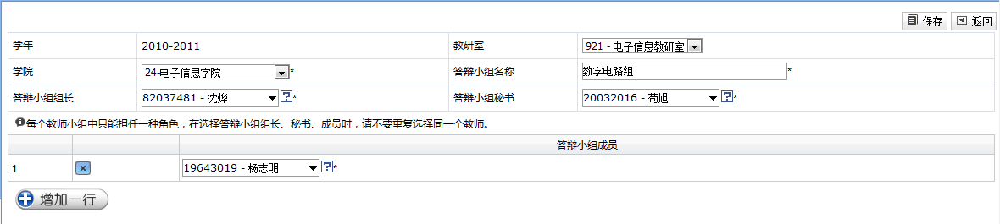 保存 返回
学年 2010-2011 教研室 921 - 电子信息教研室
学院 24-电子信息学院 * 答辩小组名称 数字电路组 *
答辩小组组长 82037481 - 沈烨 ? * 答辩小组秘书 20032016 - 荀旭 ? *
每个教师小组中只能担任一种角色，在选择答辩小组组长、秘书、成员时，请不要重复选择同一个教师。
答辩小组成员
1 19643019 - 杨志明 ? *
增加一行